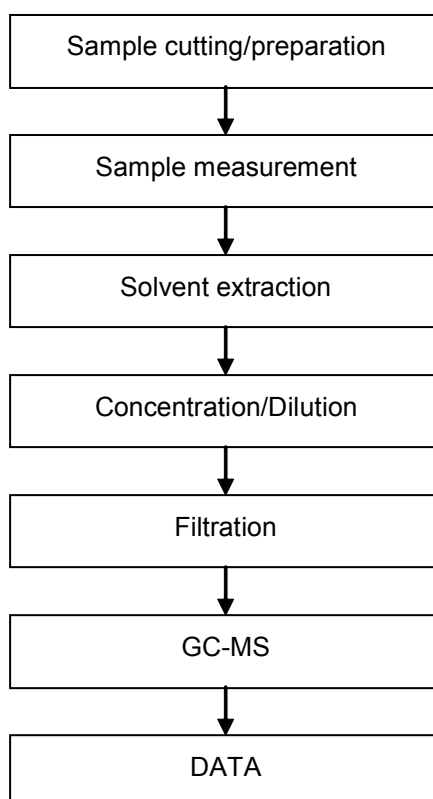 Sample cutting/preparation
Sample measurement
Solvent extraction
Concentration/Dilution
Filtration
GC-MS
DATA